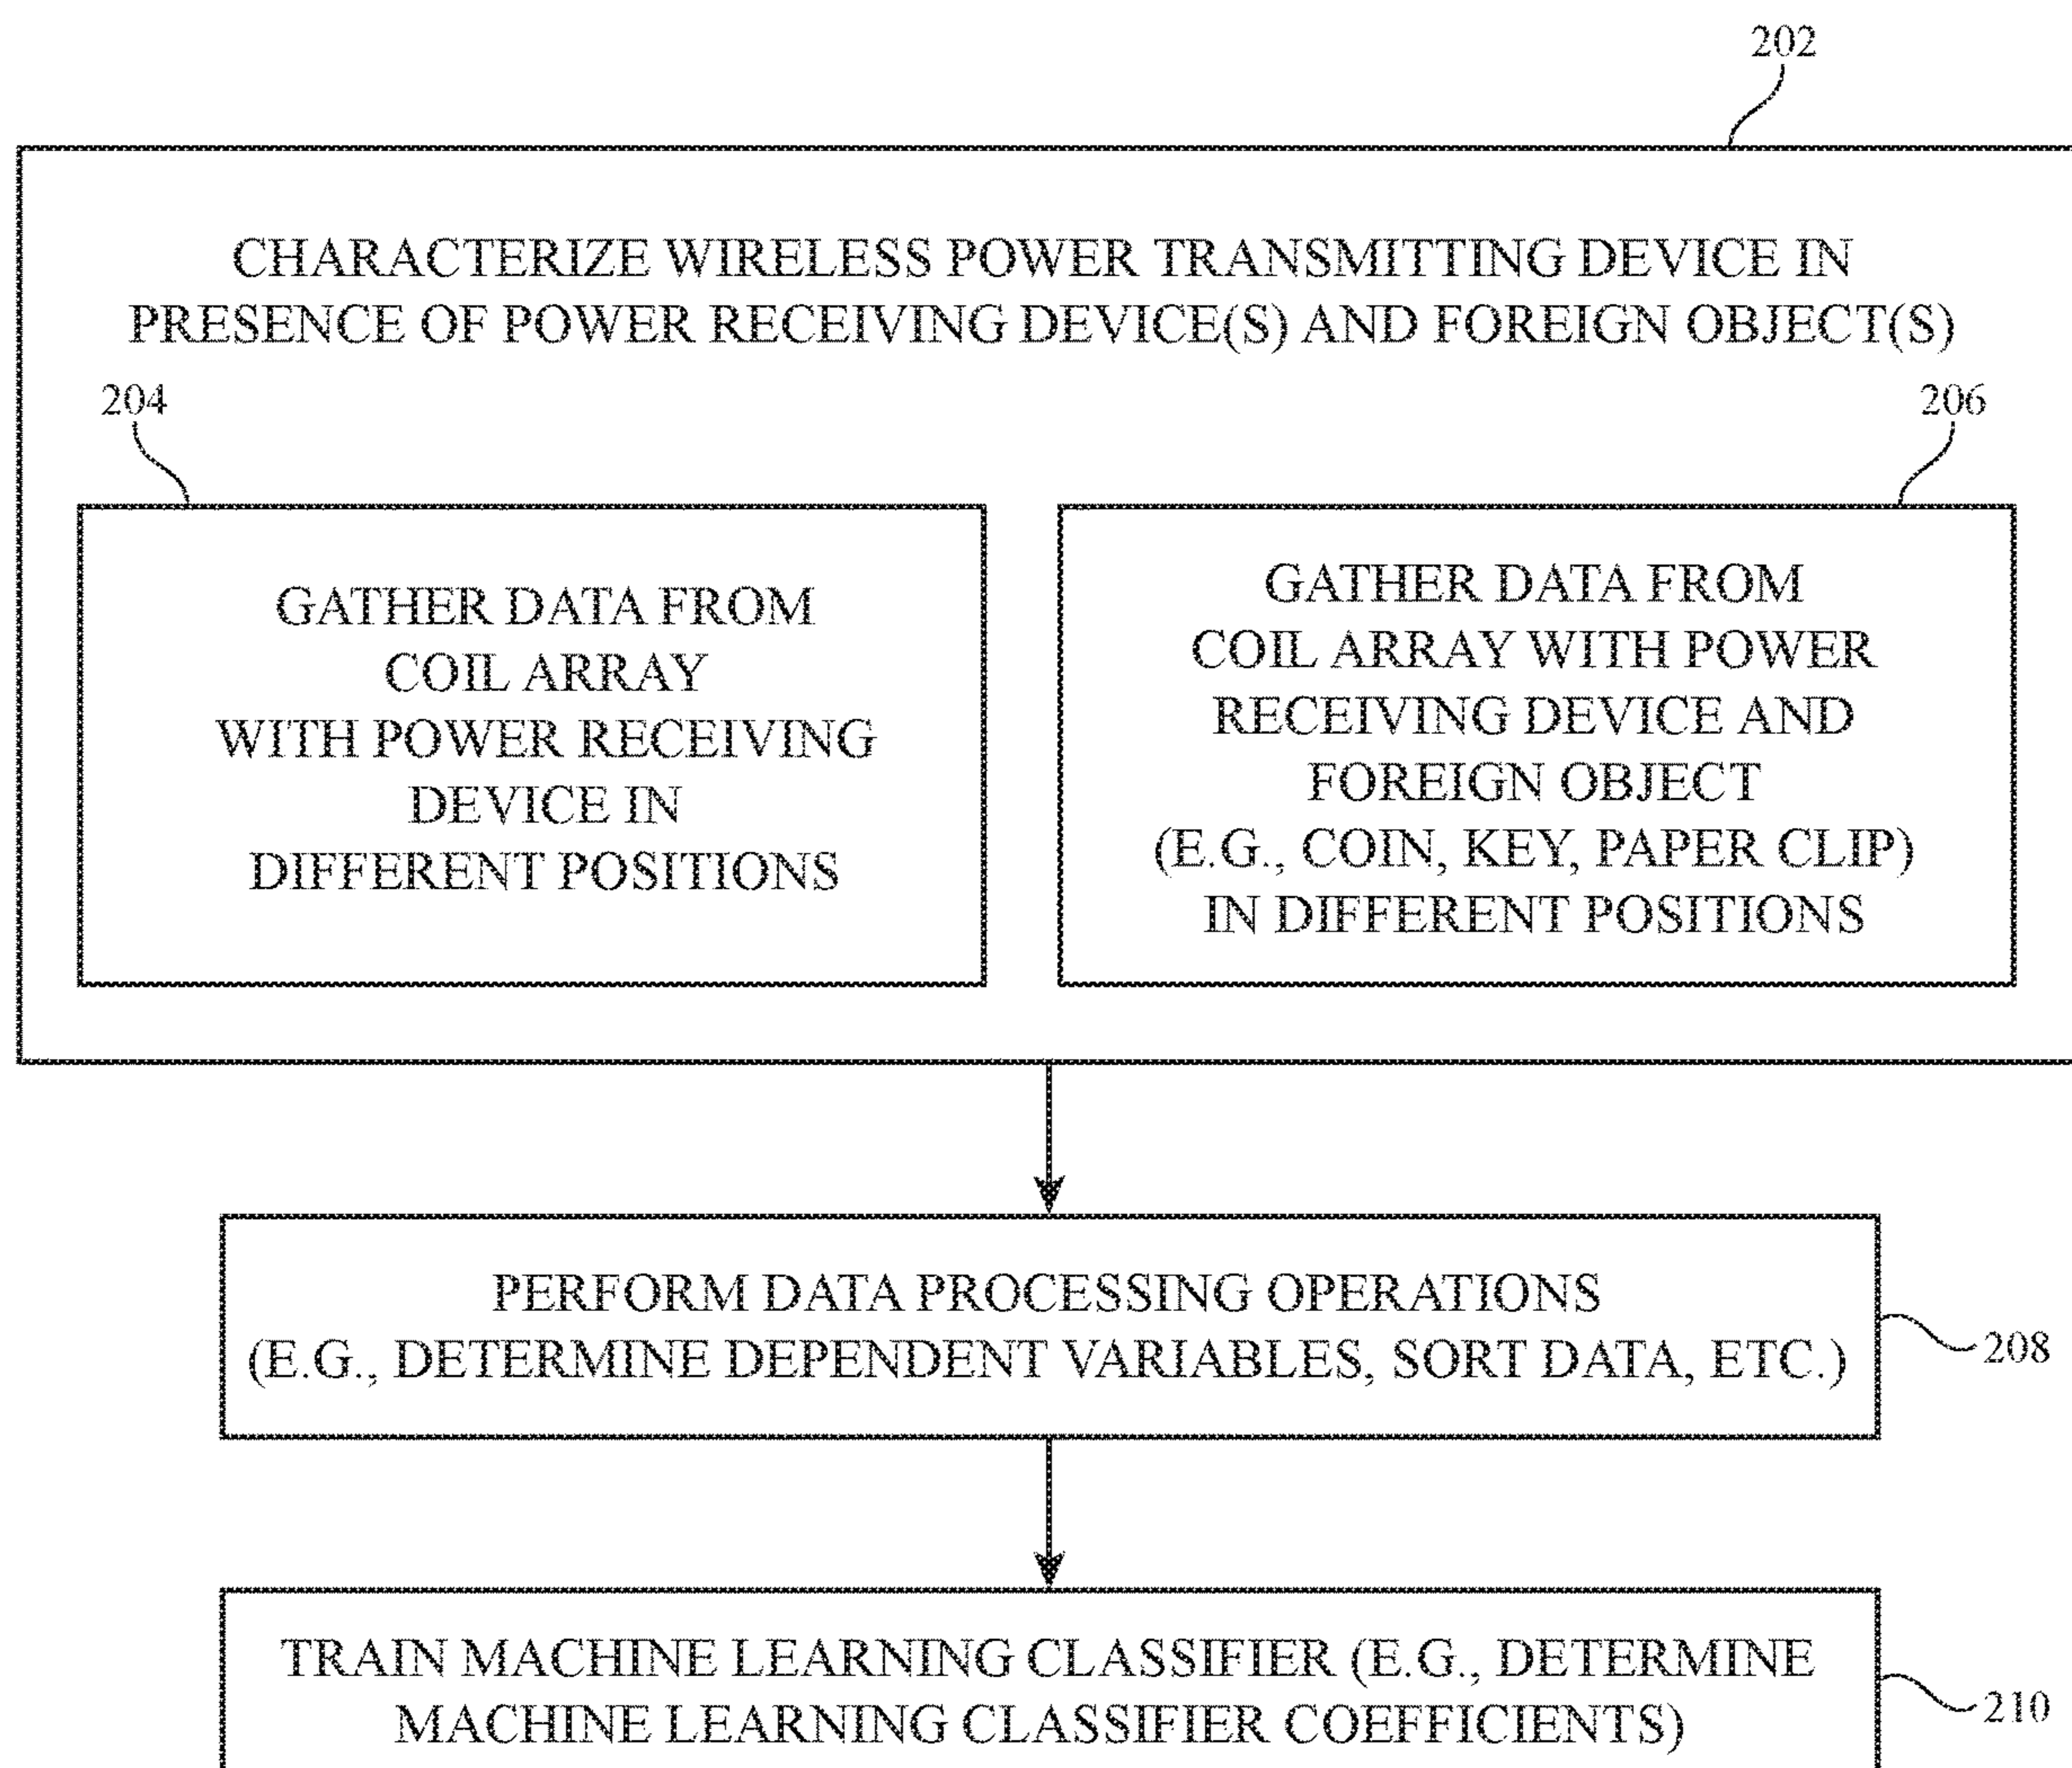 202
CHARACTERIZE WIRELESS POWER TRANSMITTING DEVICE IN
PRESENCE OF POWER RECEIVING DEVICE(S) AND FOREIGN OBJECT(S)
204
206
GATHER DATA FROM
COIL ARRAY
WITH POWER RECEIVING
DEVICE IN
DIFFERENT POSITIONS
GATHER DATA FROM
COIL ARRAY WITH POWER
RECEIVING DEVICE AND
FOREIGN OBJECT
(E.G., COIN, KEY, PAPER CLIP)
IN DIFFERENT POSITIONS
PERFORM DATA PROCESSING OPERATIONS
(E.G., DETERMINE DEPENDENT VARIABLES, SORT DATA, ETC.)
208
TRAIN MACHINE LEARNING CLASSIFIER (E.G., DETERMINE
MACHINE LEARNING CLASSIFIER COEFFICIENTS)
210